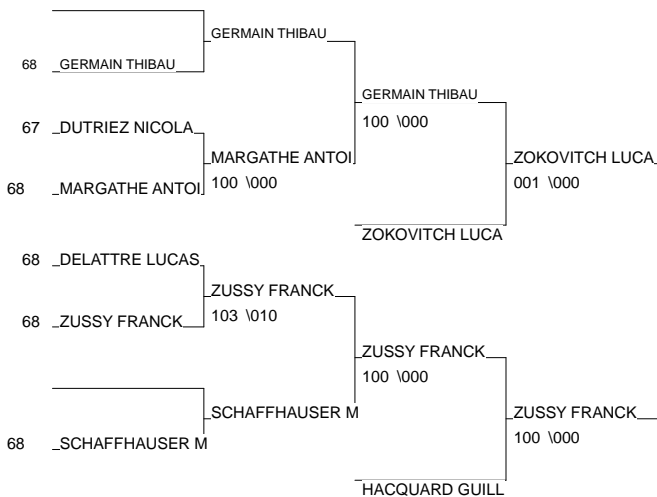 GERMAIN THIBAU
68 GERMAIN THIBAU
GERMAIN THIBAU
100 \000
67 DUTRIEZ NICOLA
MARGATHE ANTOI
100 \000
ZOKOVITCH LUCA
001 \000
68 MARGATHE ANTOI
ZOKOVITCH LUCA
68 DELATTRE LUCAS
ZUSSY FRANCK
103 \010
68 ZUSSY FRANCK
ZUSSY FRANCK
100 \000
SCHAFFHAUSER M
ZUSSY FRANCK
100 \000
68 SCHAFFHAUSER M
HACQUARD GUILL